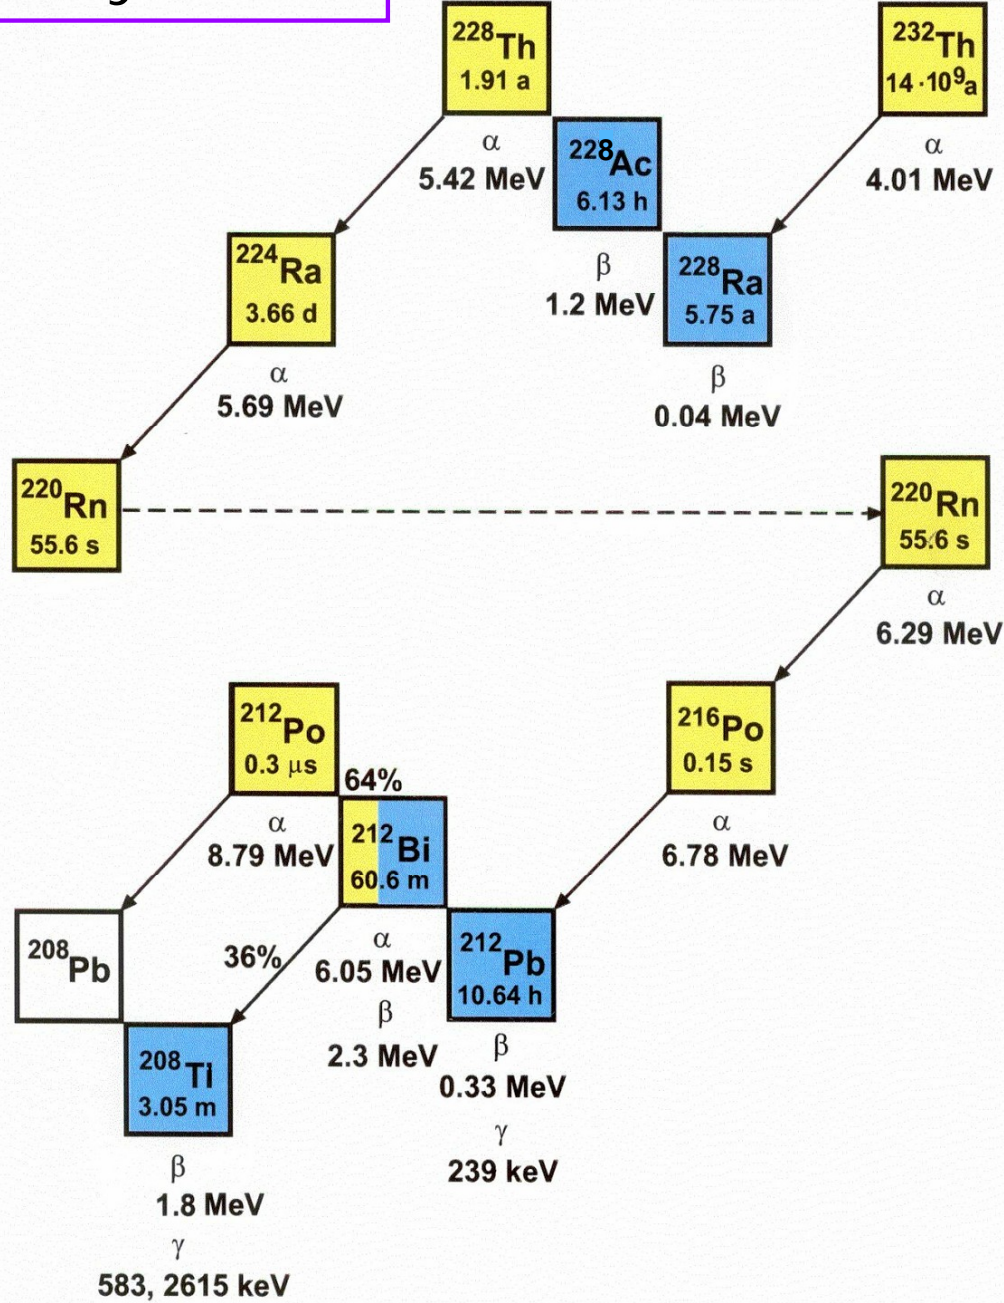 228Th
1.91 a
232Th
14 ·10⁹a
α
5.42 MeV
228Ac
6.13 h
α
4.01 MeV
224Ra
3.66 d
β
1.2 MeV
228Ra
5.75 a
α
5.69 MeV
β
0.04 MeV
220Rn
55.6 s
220Rn
55.6 s
α
6.29 MeV
212Po
0.3 μs
64%
216Po
0.15 s
α
8.79 MeV
212Bi
60.6 m
α
6.78 MeV
208Pb
36%
α
6.05 MeV
β
2.3 MeV
212Pb
10.64 h
β
0.33 MeV
γ
239 keV
208Ti
3.05 m
β
1.8 MeV
γ
583, 2615 keV